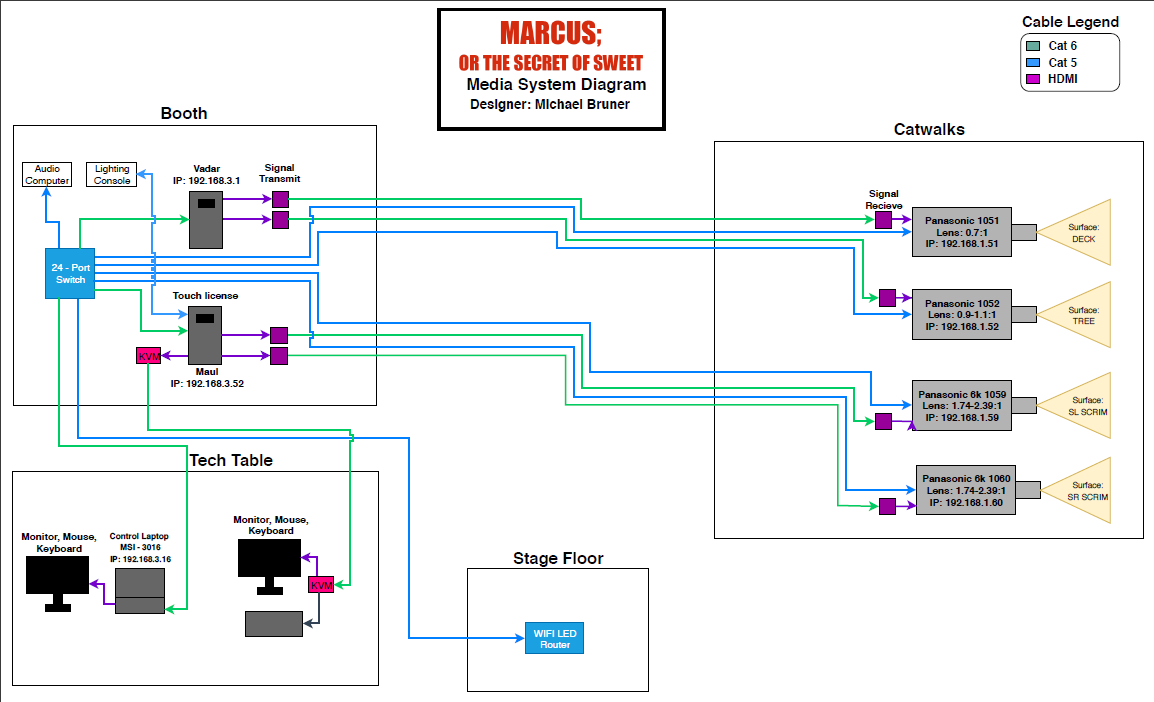 MARCUS;
OR THE SECRET OF SWEET
Media System Diagram
Designer: Michael Bruner
Cable Legend
Cat 6
Cat 5
HDMI
Booth
Audio
Computer
Lighting
Console
Vadar
IP: 192.168.3.1
Signal
Transmit
24 - Port
Switch
Touch license
KVM
Maul
IP: 192.168.3.52
Catwalks
Signal
Recieve
Panasonic 1051
Lens: 0.7:1
IP: 192.168.1.51
Surface:
DECK
Panasonic 1052
Lens: 0.9-1.1:1
IP: 192.168.1.52
Surface:
TREE
Panasonic 6k 1059
Lens: 1.74-2.39:1
IP: 192.168.1.59
Surface:
SL SCRIM
Panasonic 6k 1060
Lens: 1.74-2.39:1
IP: 192.168.1.60
Surface:
SR SCRIM
Tech Table
Monitor, Mouse,
Keyboard
Control Laptop
MSI - 3016
IP: 192.168.3.16
Monitor, Mouse,
Keyboard
KVM
Stage Floor
WIFI LED
Router